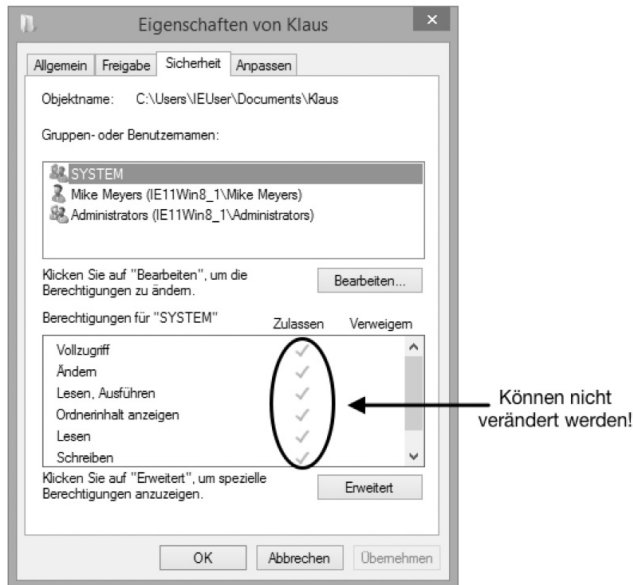 Eigenschaften von Klaus
Allgemein Freigabe Sicherheit Anpassen
Objektname: C:\Users\IEUser\Documents\Klaus
Gruppen- oder Benutzernamen:
SYSTEM
Mike Meyers (IE11Win8_1\Mike Meyers)
Administrators (IE11Win8_1\Administrators)
Klicken Sie auf "Bearbeiten", um die
Berechtigungen zu ändern.
Bearbeiten...
Berechtigungen für "SYSTEM" Zulassen Verweigern
Vollzugriff
Ändern
Lesen, Ausführen
Ordnerinhalt anzeigen
Lesen
Schreiben
Können nicht
verändert werden!
Klicken Sie auf "Erweitert", um spezielle
Berechtigungen anzuzeigen.
Erweitert
OK Abbrechen Übernehmen